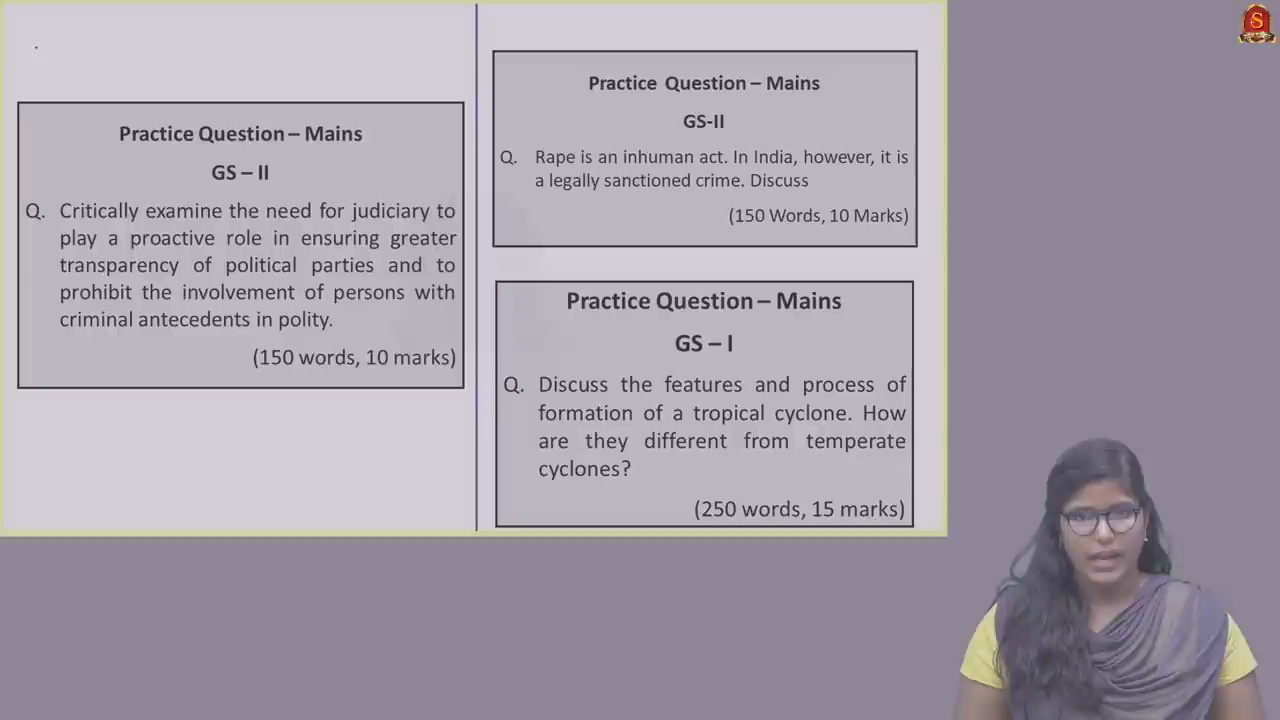 Practice Question – Mains
GS – II
Q. Critically examine the need for judiciary to
play a proactive role in ensuring greater
transparency of political parties and to
prohibit the involvement of persons with
criminal antecedents in polity.
(150 words, 10 marks)
Practice Question – Mains
GS-II
Q. Rape is an inhuman act. In India, however, it is
a legally sanctioned crime. Discuss
(150 Words, 10 Marks)
Practice Question – Mains
GS – I
Q. Discuss the features and process of
formation of a tropical cyclone. How
are they different from temperate
cyclones?
(250 words, 15 marks)
S